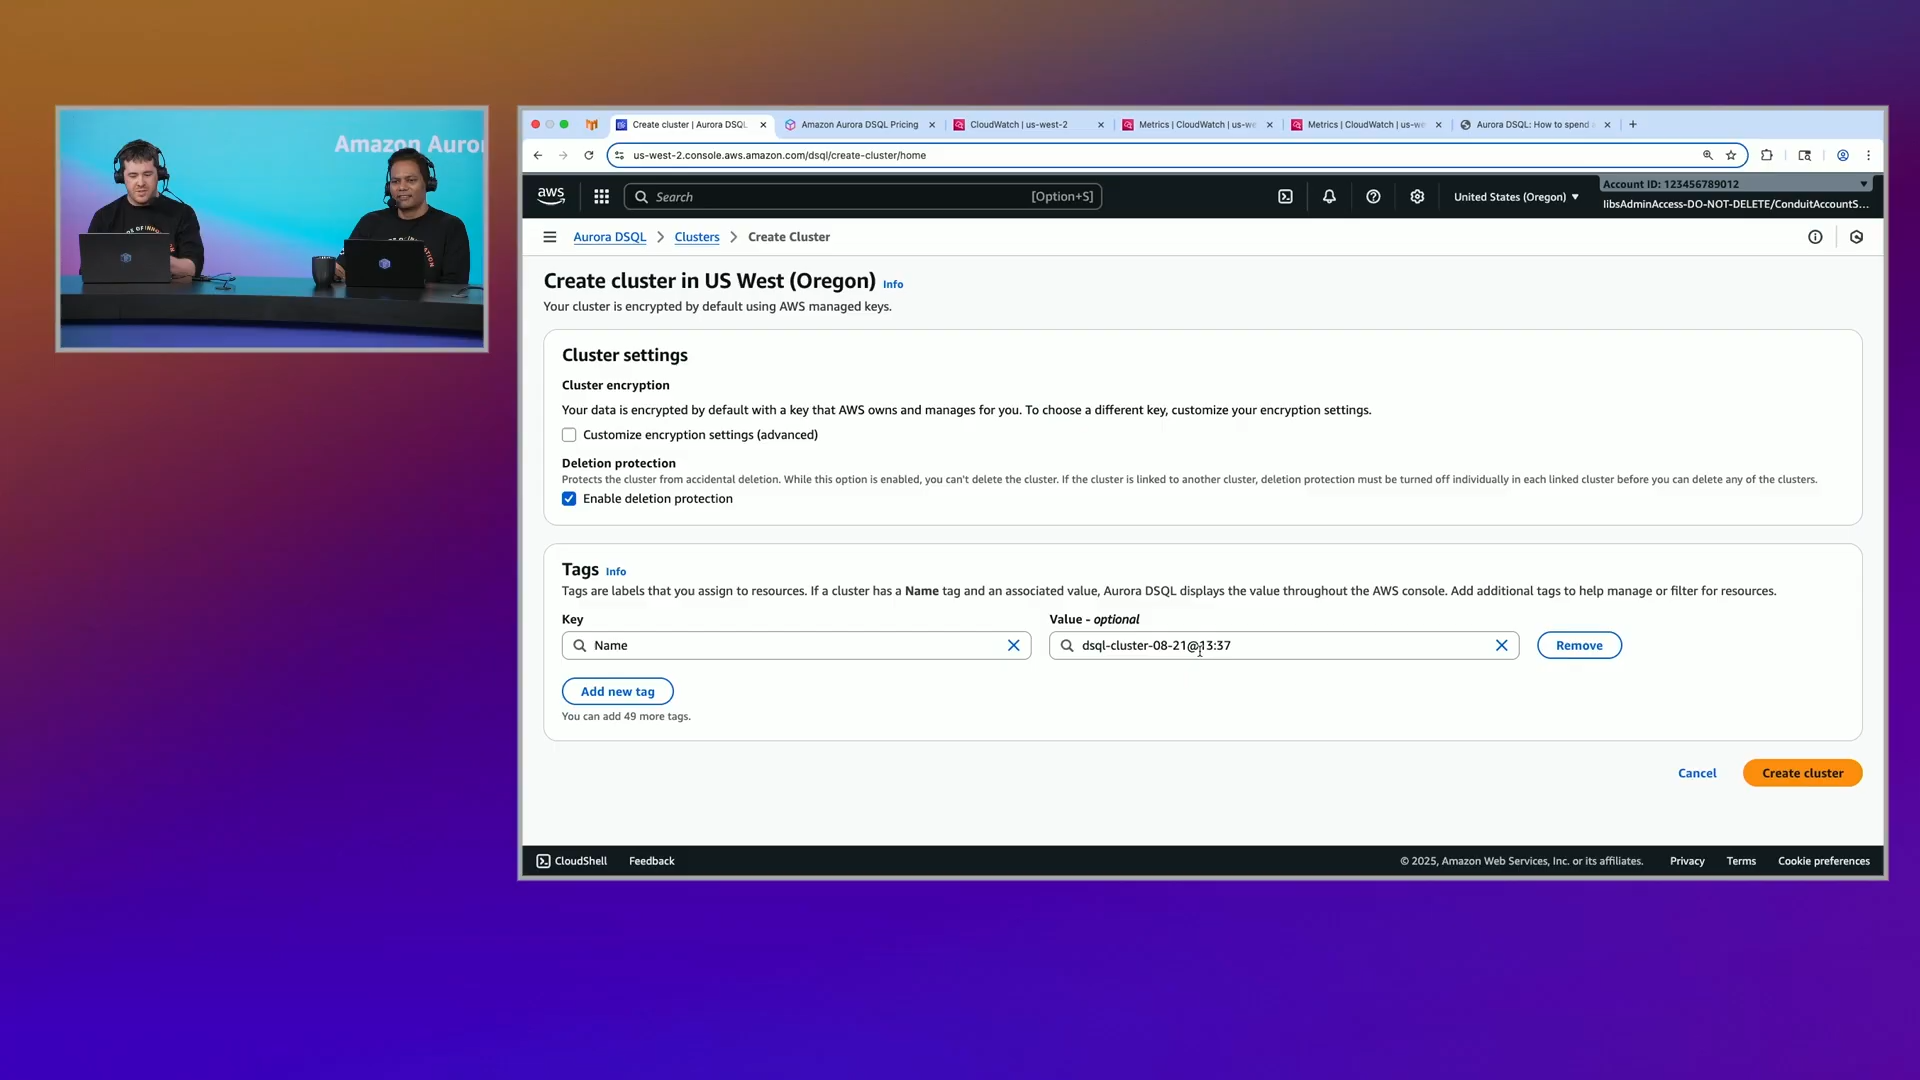 Amazon Auror
Create cluster | Aurora DSQL
Amazon Aurora DSQL Pricing
CloudWatch | us-west-2
Metrics | CloudWatch | us-we
Metrics | CloudWatch | us-we
Aurora DSQL: How to spend
us-west-2.console.aws.amazon.com/dsql/create-cluster/home
aws
Search
[Option+S]
United States (Oregon)
Account ID: 123456789012
libsAdminAccess-DO-NOT-DELETE/ConduitAccountS...
Aurora DSQL > Clusters > Create Cluster
Create cluster in US West (Oregon) Info
Your cluster is encrypted by default using AWS managed keys.
Cluster settings
Cluster encryption
Your data is encrypted by default with a key that AWS owns and manages for you. To choose a different key, customize your encryption settings.
Customize encryption settings (advanced)
Deletion protection
Protects the cluster from accidental deletion. While this option is enabled, you can't delete the cluster. If the cluster is linked to another cluster, deletion protection must be turned off individually in each linked cluster before you can delete any of the clusters.
Enable deletion protection
Tags Info
Tags are labels that you assign to resources. If a cluster has a Name tag and an associated value, Aurora DSQL displays the value throughout the AWS console. Add additional tags to help manage or filter for resources.
Key
Value - optional
Name
dsql-cluster-08-21@13:37
Remove
Add new tag
You can add 49 more tags.
Cancel
Create cluster
CloudShell
Feedback
© 2025, Amazon Web Services, Inc. or its affiliates.
Privacy
Terms
Cookie preferences